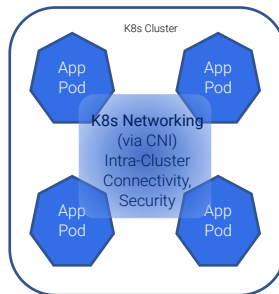 K8s Cluster
App
Pod
App
Pod
K8s Networking
(via CNI)
Intra-Cluster
Connectivity,
Security
App
Pod
App
Pod